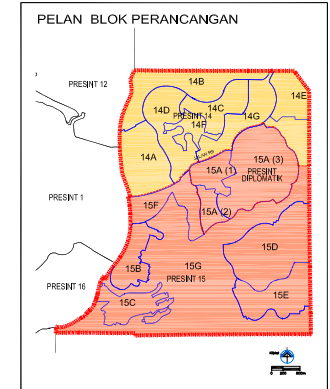 PELAN BLOK PERANCANGAN
14B
PRESINT 12
14E
14D
14C
PRESINT 14
14F
14G
14A
15A (1)
15A (3)
PRESINT
DIPLOMATIK
PRESINT 1
15F
15A (2)
15D
15B
15G
PRESINT 15
PRESINT 16
15C
15E